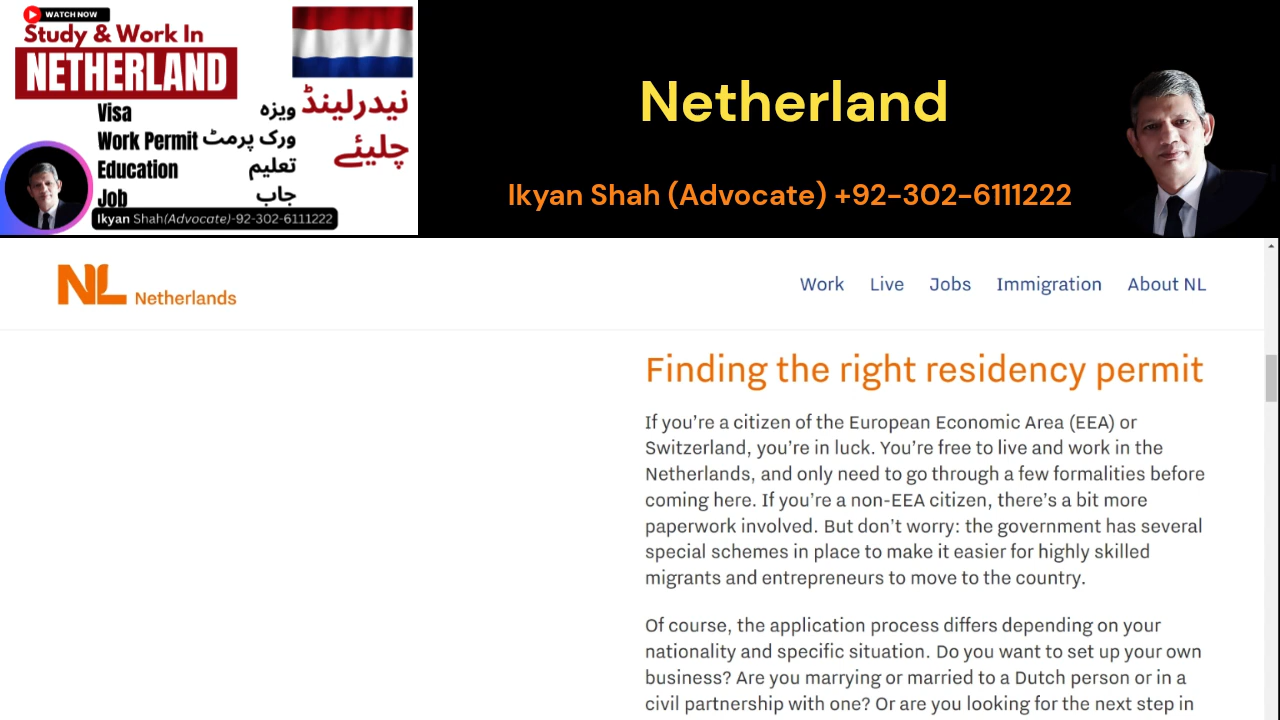 WATCH NOW
Study & Work In
NETHERLAND
نیدرلینڈ
چلیئے
Visa ویزہ
Work Permit ورک پرمٹ
Education تعلیم
Job جاب
Ikyan Shah(Advocate)-92-302-6111222
Netherland
Ikyan Shah (Advocate) +92-302-6111222
NL Netherlands
Work Live Jobs Immigration About NL
Finding the right residency permit
If you’re a citizen of the European Economic Area (EEA) or
Switzerland, you’re in luck. You’re free to live and work in the
Netherlands, and only need to go through a few formalities before
coming here. If you’re a non-EEA citizen, there’s a bit more
paperwork involved. But don’t worry: the government has several
special schemes in place to make it easier for highly skilled
migrants and entrepreneurs to move to the country.
Of course, the application process differs depending on your
nationality and specific situation. Do you want to set up your own
business? Are you marrying or married to a Dutch person or in a
civil partnership with one? Or are you looking for the next step in